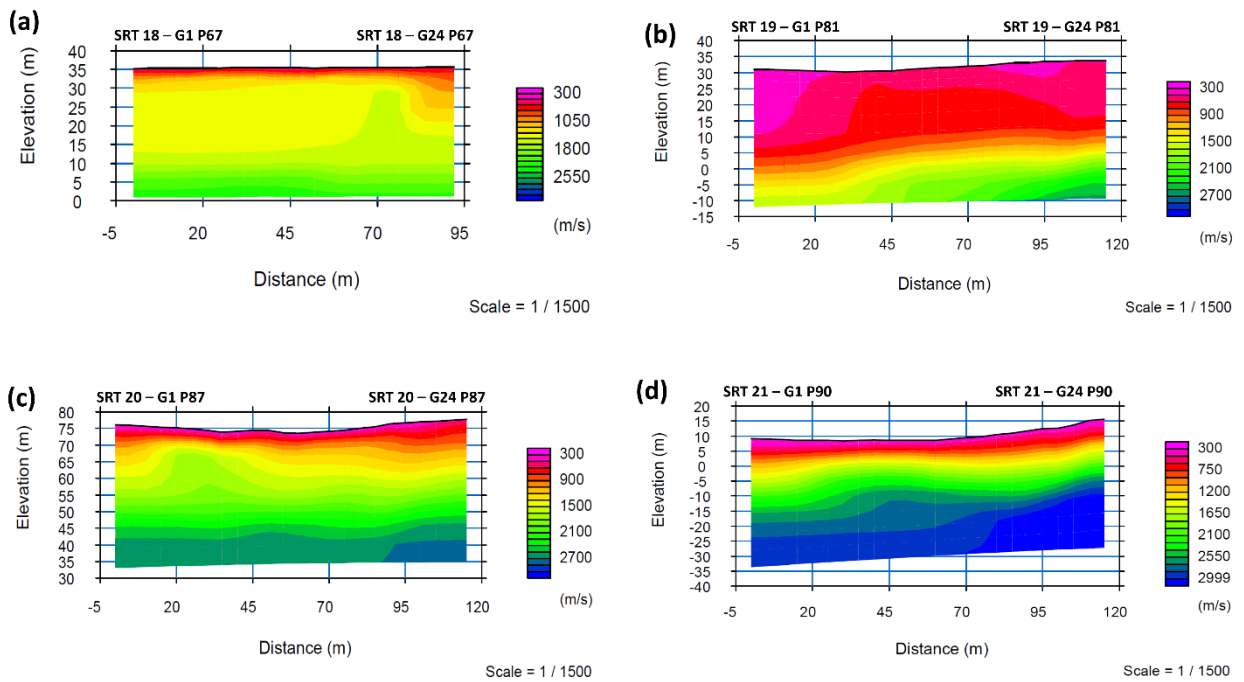 (a)
SRT 18 – G1 P67 SRT 18 – G24 P67
Elevation (m)
40
35
30
25
20
15
10
5
0
-5 20 45 70 95
Distance (m)
300
1050
1800
2550
(m/s)
Scale = 1 / 1500
(b)
SRT 19 – G1 P81 SRT 19 – G24 P81
Elevation (m)
40
35
30
25
20
15
10
5
0
-5
-10
-15
-5 20 45 70 95 120
Distance (m)
300
900
1500
2100
2700
(m/s)
Scale = 1 / 1500
(c)
SRT 20 – G1 P87 SRT 20 – G24 P87
Elevation (m)
80
75
70
65
60
55
50
45
40
35
30
-5 20 45 70 95 120
Distance (m)
300
900
1500
2100
2700
(m/s)
Scale = 1 / 1500
(d)
SRT 21 – G1 P90 SRT 21 – G24 P90
Elevation (m)
20
15
10
5
0
-5
-10
-15
-20
-25
-30
-35
-40
-5 20 45 70 95 120
Distance (m)
300
750
1200
1650
2550
2999
(m/s)
Scale = 1 / 1500